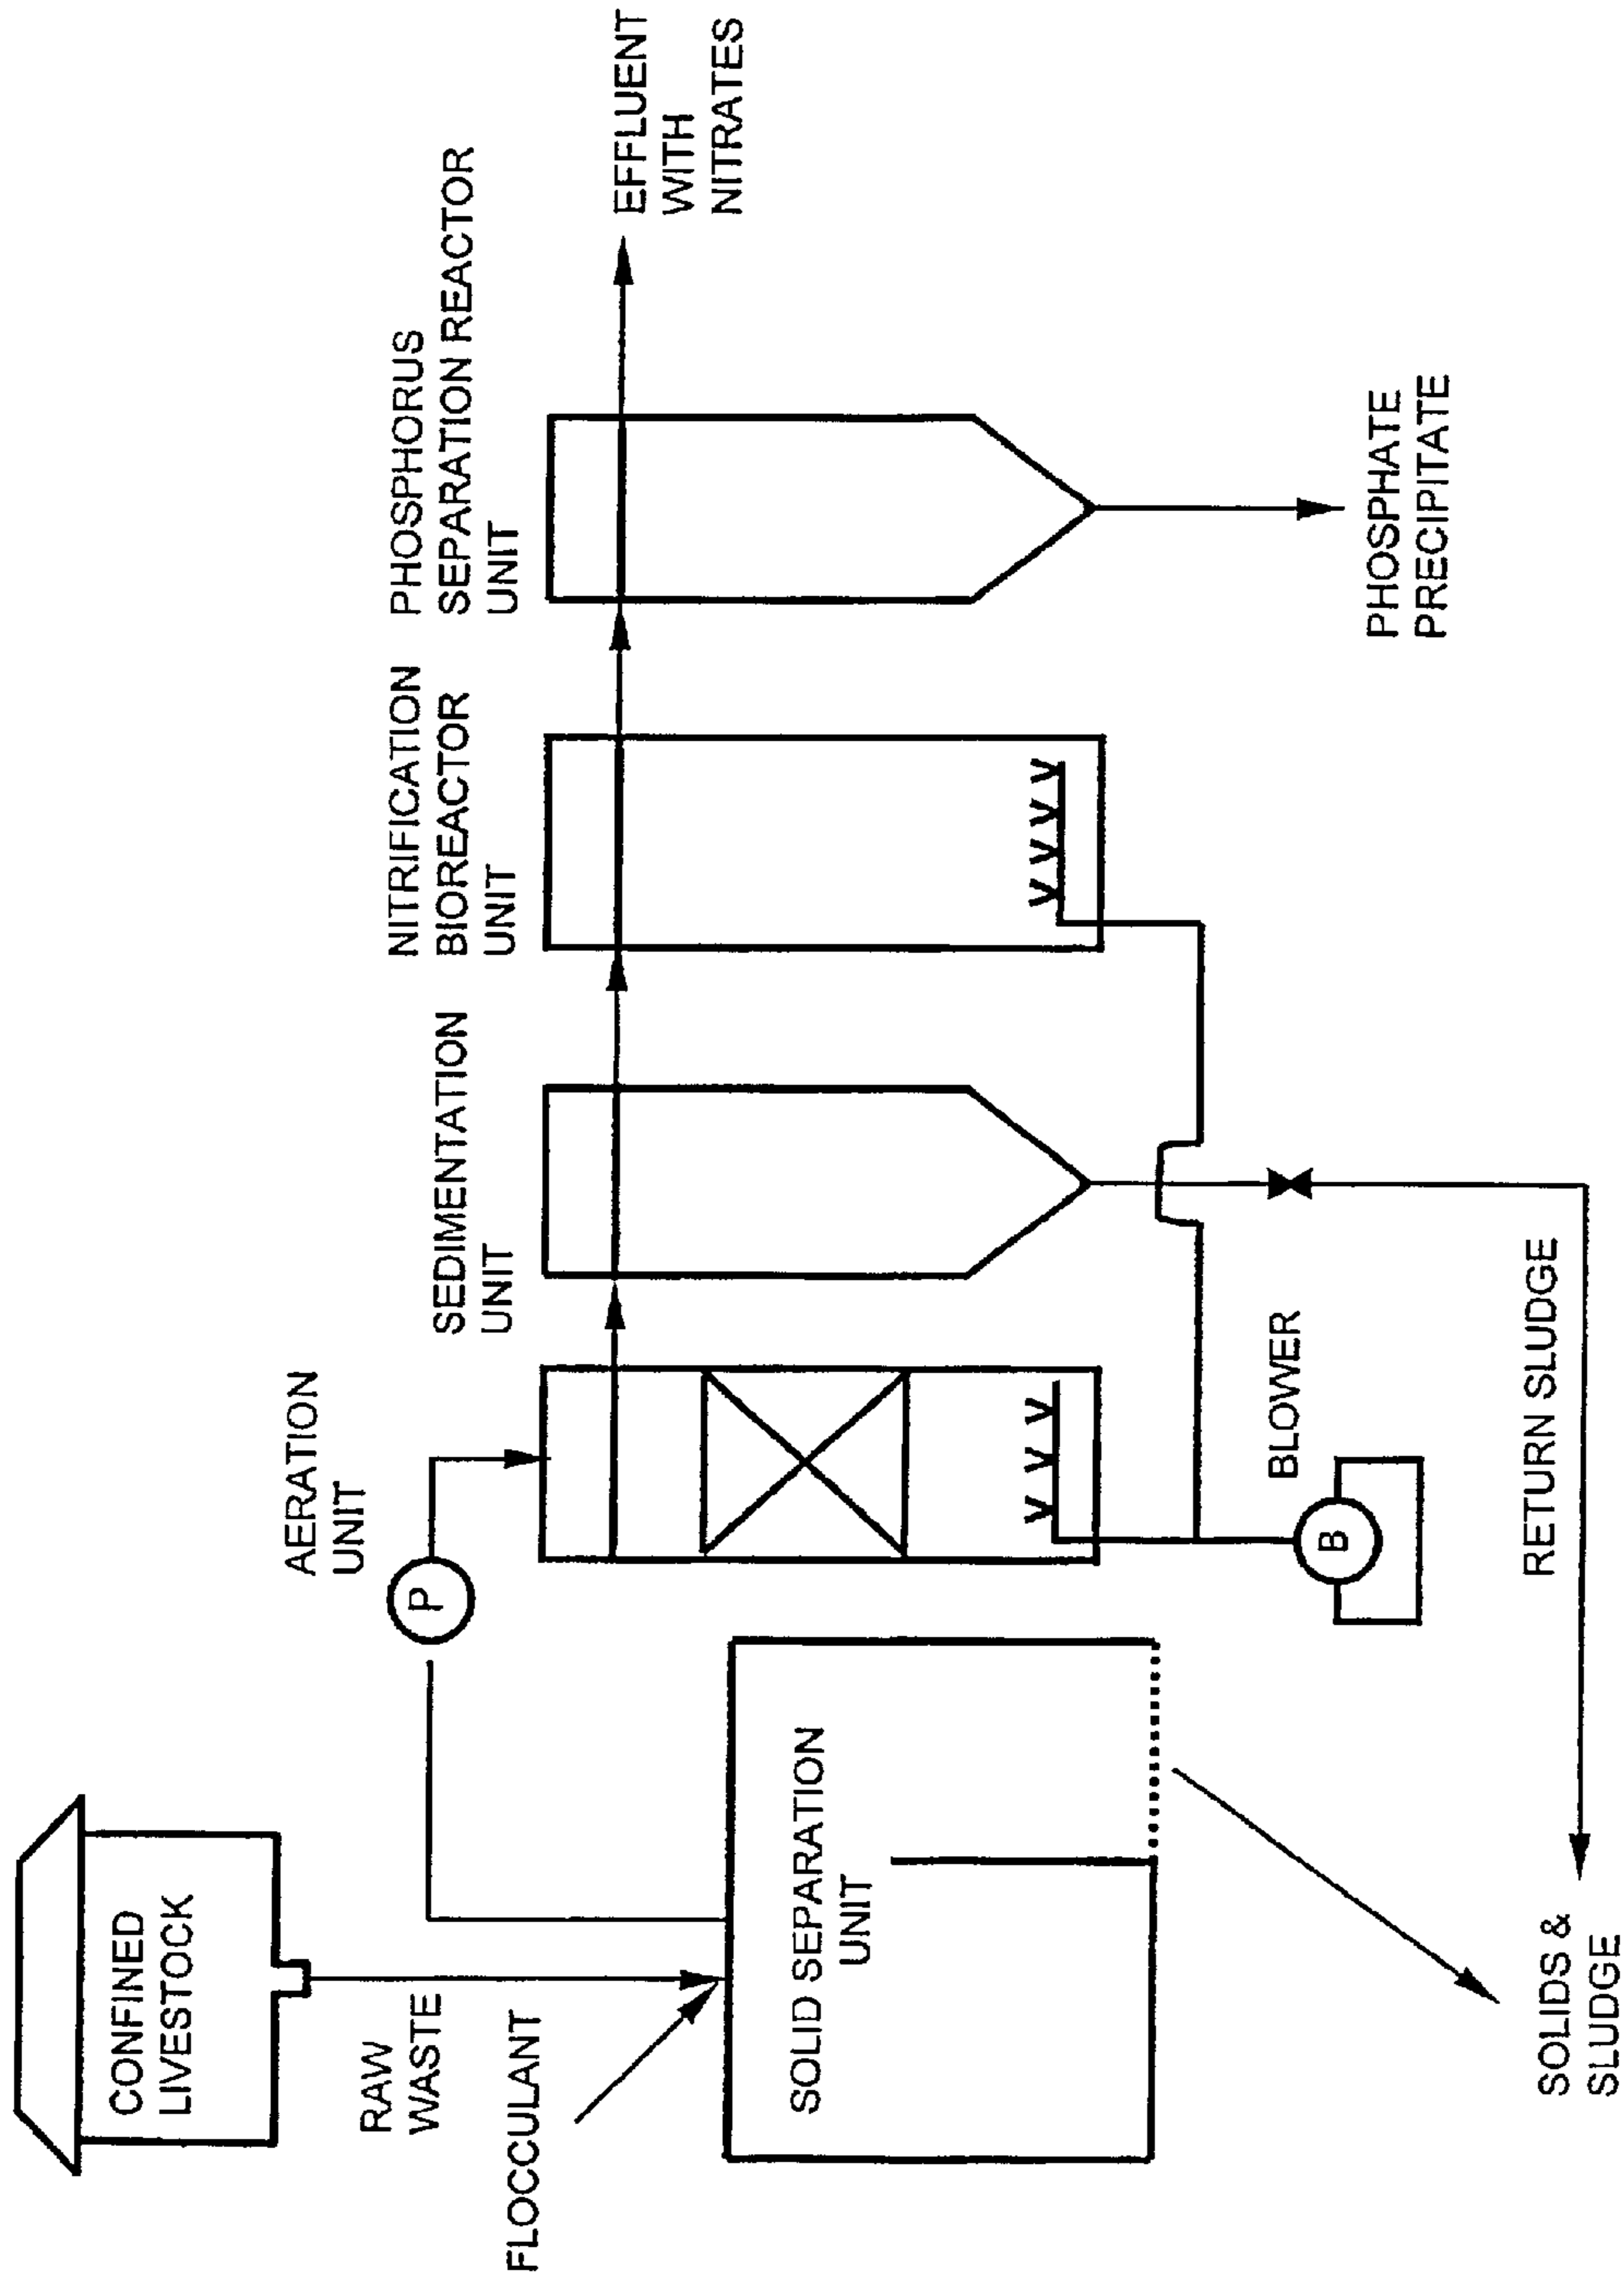 CONFINED
LIVESTOCK
RAW
WASTE
FLOCCULANT
SOLID SEPARATION
UNIT
SOLIDS &
SLUDGE
P
AERATION
UNIT
BLOWER
B
RETURN SLUDGE
SEDIMENTATION
UNIT
NITRIFICATION
BIOREACTOR
UNIT
PHOSPHORUS
SEPARATION REACTOR
UNIT
PHOSPHATE
PRECIPITATE
EFFLUENT
WITH
NITRATES